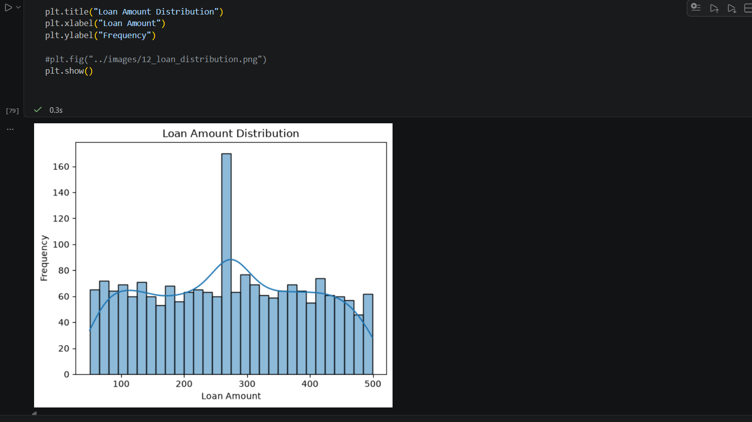 plt.title("Loan Amount Distribution")
plt.xlabel("Loan Amount")
plt.ylabel("Frequency")
#plt.fig("../images/12_loan_distribution.png")
plt.show()
[79]
0.3s
...
Loan Amount Distribution
160
140
120
100
80
60
40
20
0
Frequency
100 200 300 400 500
Loan Amount